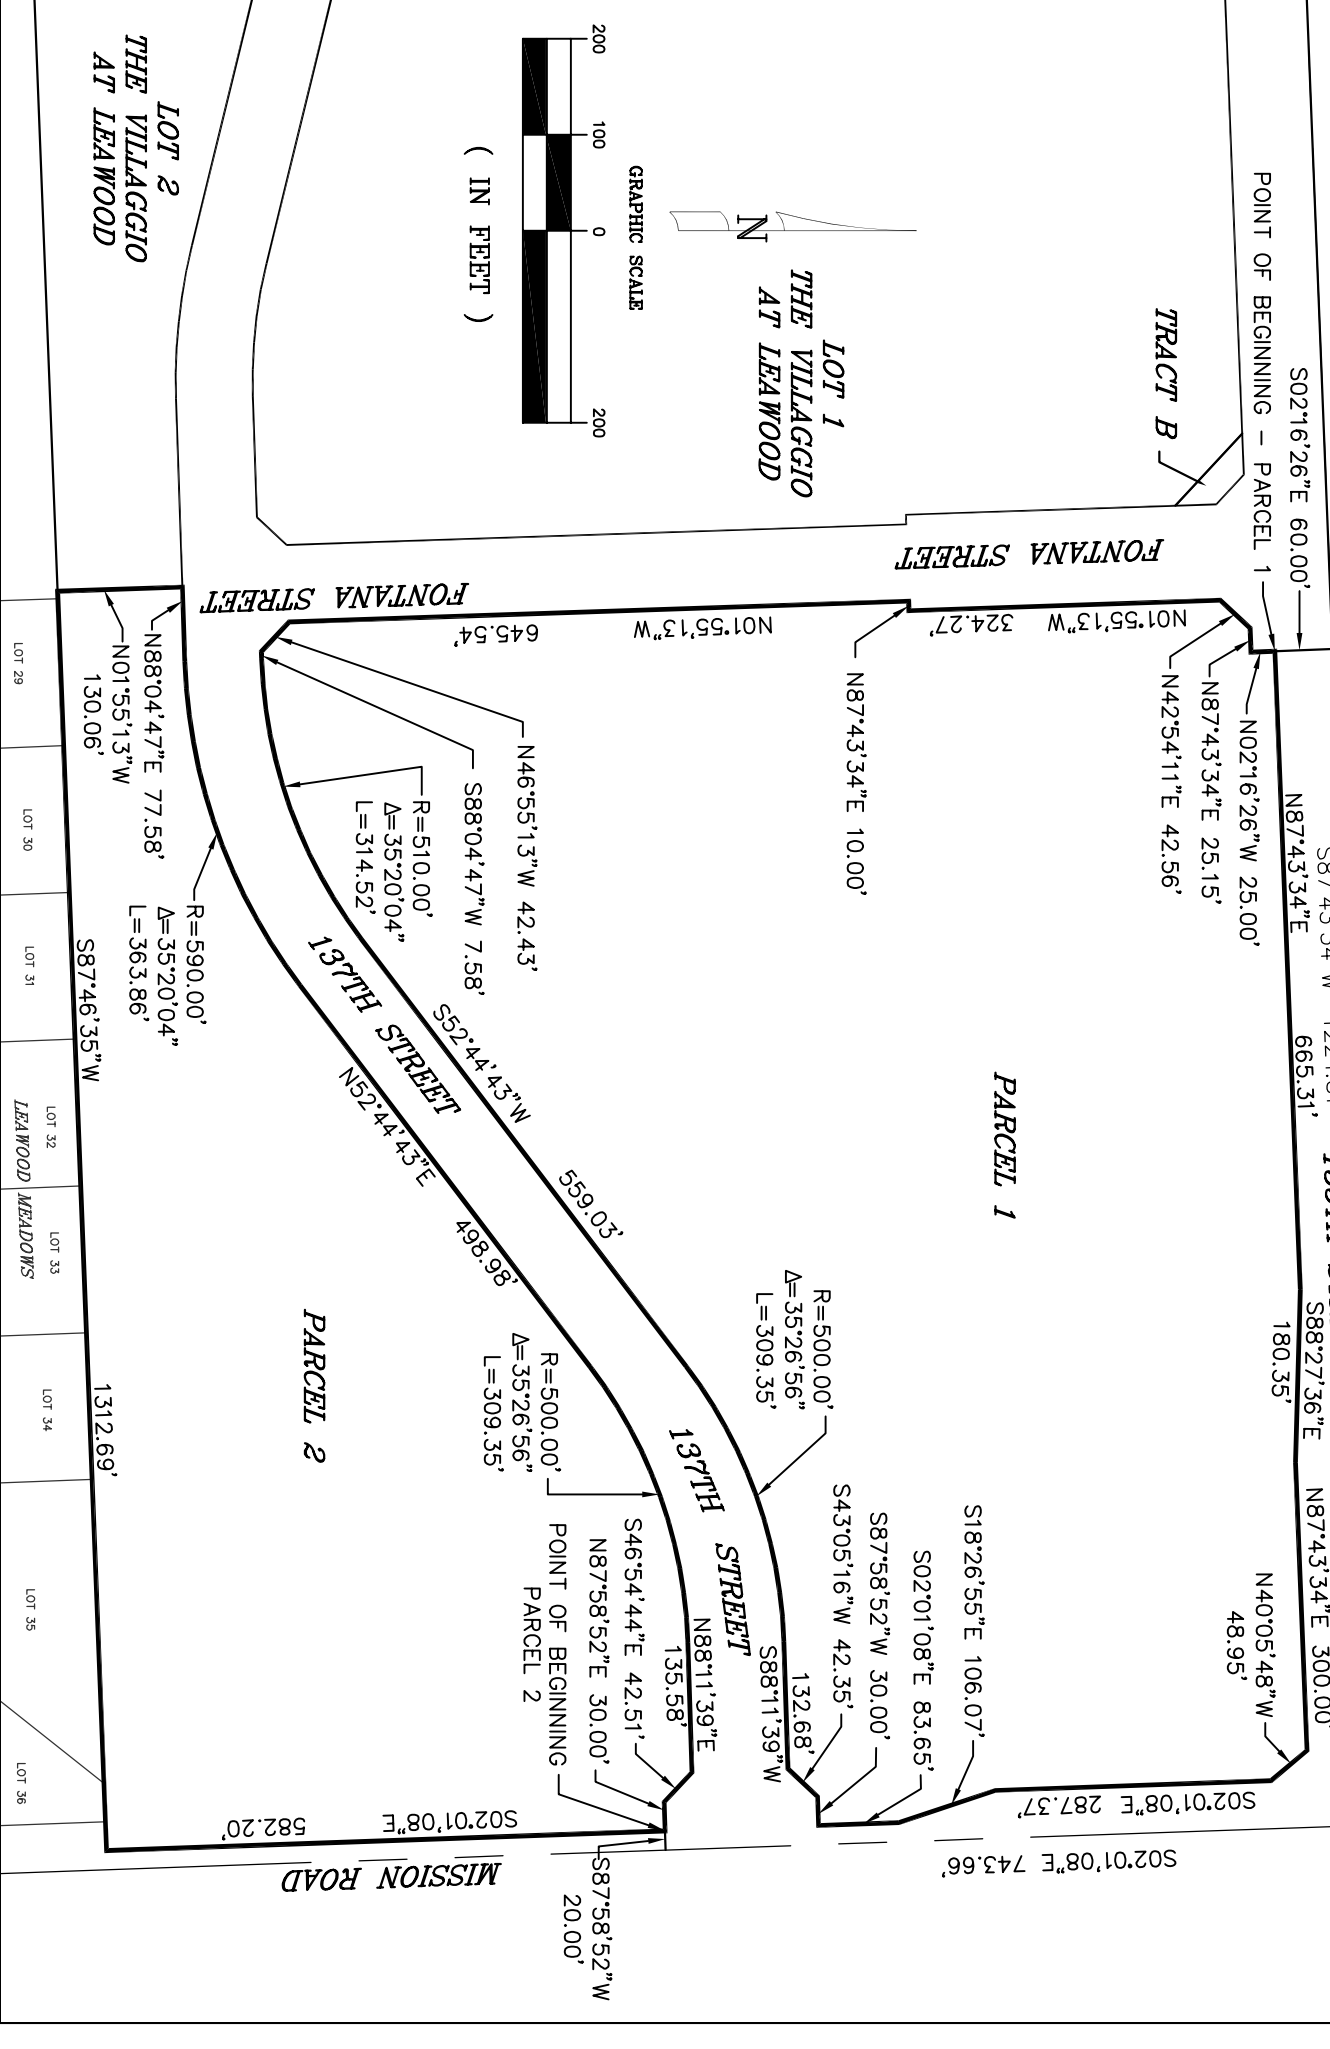 S02°16'26"E 60.00'
POINT OF BEGINNING – PARCEL 1
TRACT B
LOT 1
THE VILLAGGIO
AT LEAWOOD
N
GRAPHIC SCALE
200
100
0
200
( IN FEET )
LOT 2
THE VILLAGGIO
AT LEAWOOD
FONTANA STREET
FONTANA STREET
N87°43'34"E
665.31'
S88°27'36"E
180.35'
N87°43'34"E 300.00'
N40°05'48"W
48.95'
N02°16'26"W 25.00'
N87°43'34"E 25.15'
N42°54'11"E 42.56'
N01°55'13"W 324.27'
N87°43'34"E 10.00'
N01°55'13"W
645.54'
N46°55'13"W 42.43'
S88°04'47"W 7.58'
R=510.00'
Δ=35°20'04"
L=314.52'
PARCEL 1
S52°44'43"W
559.03'
137TH STREET
N52°44'43"E
498.98'
R=500.00'
Δ=35°26'56"
L=309.35'
R=500.00'
Δ=35°26'56"
L=309.35'
137TH STREET
S18°26'55"E 106.07'
S02°01'08"E 83.65'
S87°58'52"W 30.00'
S43°05'16"W 42.35'
132.68'
S88°11'39"W
N88°11'39"E
135.58'
S46°54'44"E 42.51'
N87°58'52"E 30.00'
POINT OF BEGINNING
PARCEL 2
S02°01'08"E 287.37'
S02°01'08"E 743.66'
S87°58'52"W
20.00'
S02°01'08"E
582.20'
MISSION ROAD
N88°04'47"E 77.58'
N01°55'13"W
130.06'
R=590.00'
Δ=35°20'04"
L=363.86'
PARCEL 2
S87°46'35"W
1312.69'
LOT 29
LOT 30
LOT 31
LOT 32
LOT 33
LEAWOOD MEADOWS
LOT 34
LOT 35
LOT 36